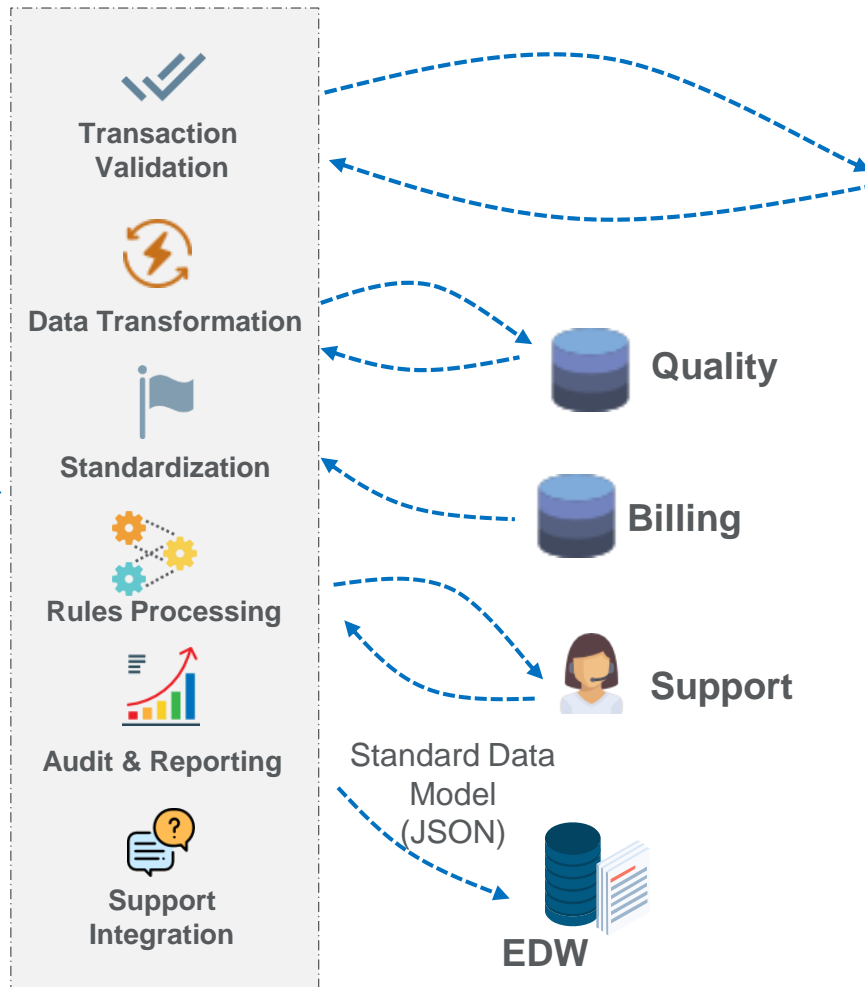 Transaction
Validation
Data Transformation
Quality
Standardization
Billing
Rules Processing
Support
Audit & Reporting
Standard Data
Model
(JSON)
Support
Integration
EDW